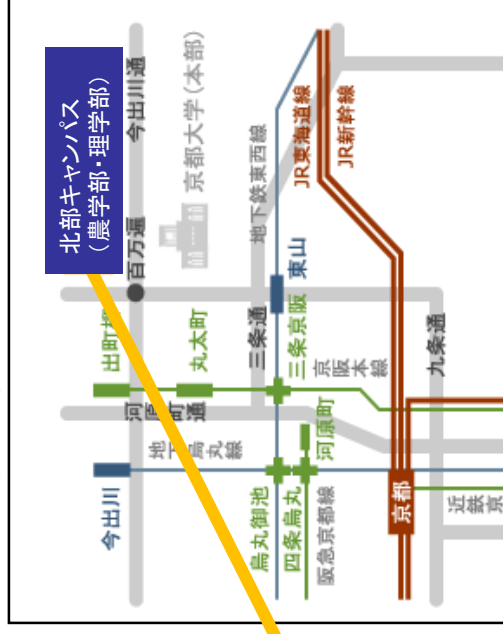 北部キャンパス
（農学部・理学部）
今出川通
京都大学（本部）
百万遍
地下鉄東西線
JR東海道線
JR新幹線
東山
三条通
出町
丸太町
三条京阪
京阪本線
九条通
河原町通
地下鉄烏丸線
河原町
今出川
烏丸御池
四条烏丸
阪急京都線
京都
近鉄京